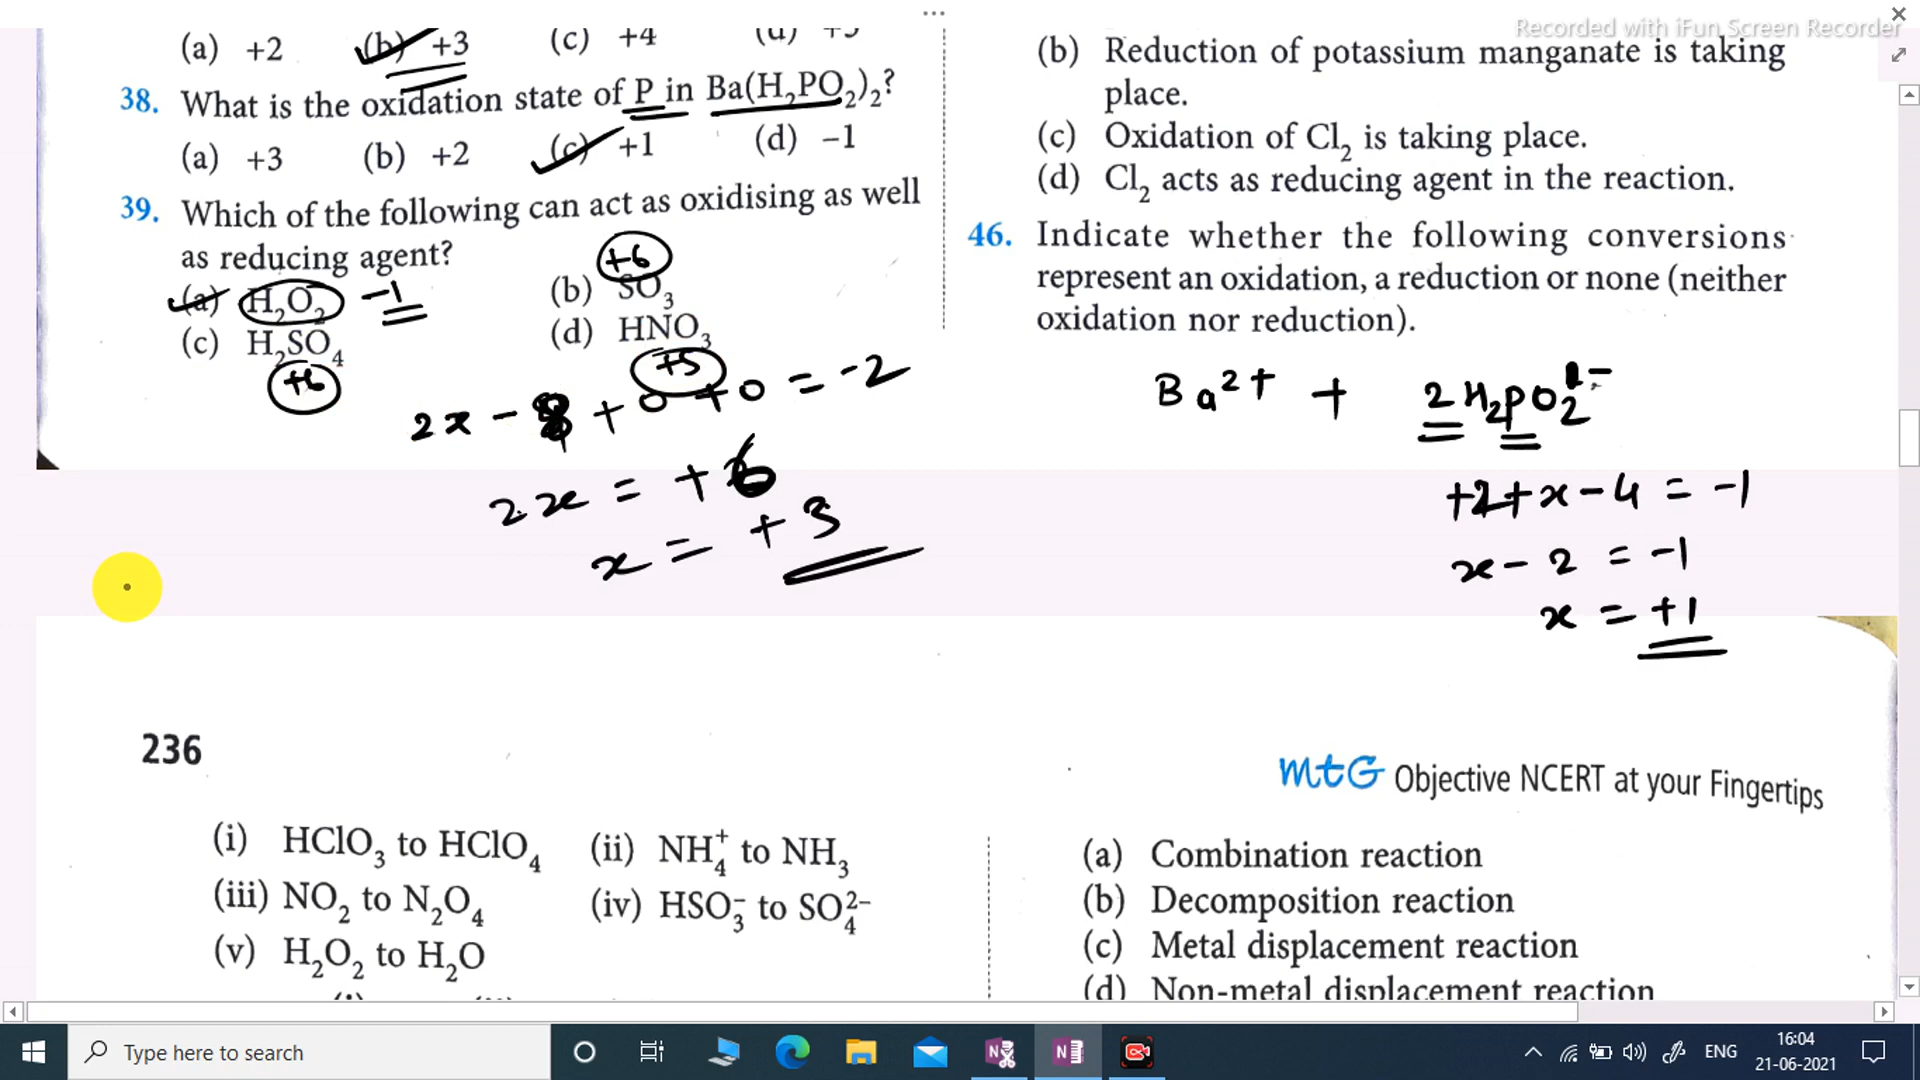 Recorded with iFun Screen Recorder
(a) +2 (b) +3 (c) +4
38. What is the oxidation state of P in Ba(H₂PO₂)₂?
(a) +3 (b) +2 (c) +1 (d) −1
39. Which of the following can act as oxidising as well
as reducing agent?
(a) H₂O₂ −1 (b) SO₃ +6
(c) H₂SO₄ +6 (d) HNO₃ +5
2x − 8 + 0 + 0 = -2
2x = +6
x = +3
(b) Reduction of potassium manganate is taking
place.
(c) Oxidation of Cl₂ is taking place.
(d) Cl₂ acts as reducing agent in the reaction.
46. Indicate whether the following conversions
represent an oxidation, a reduction or none (neither
oxidation nor reduction).
Ba²⁺ + 2H₂PO₂¹⁻
+2+x−4 = −1
x − 2 = −1
x = +1
236
mtG Objective NCERT at your Fingertips
(i) HClO₃ to HClO₄ (ii) NH₄⁺ to NH₃
(iii) NO₂ to N₂O₄ (iv) HSO₃⁻ to SO₄²⁻
(v) H₂O₂ to H₂O
(a) Combination reaction
(b) Decomposition reaction
(c) Metal displacement reaction
(d) Non-metal displacement reaction
Type here to search
ENG
16:04
21-06-2021